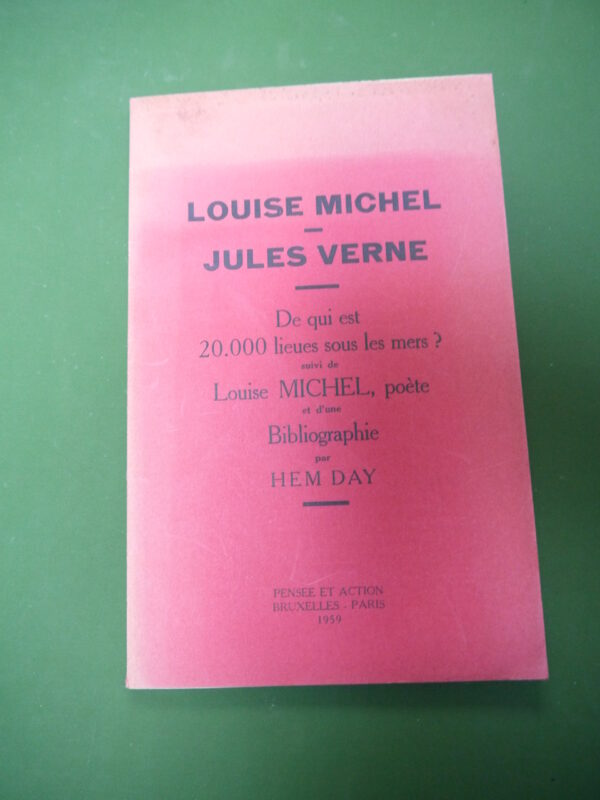 LOUISE MICHEL
—
JULES VERNE
De qui est
20.000 lieues sous les mers ?
suivi de
Louise MICHEL, poète
et d'une
Bibliographie
par
HEM DAY
PENSEE ET ACTION
BRUXELLES - PARIS
1959